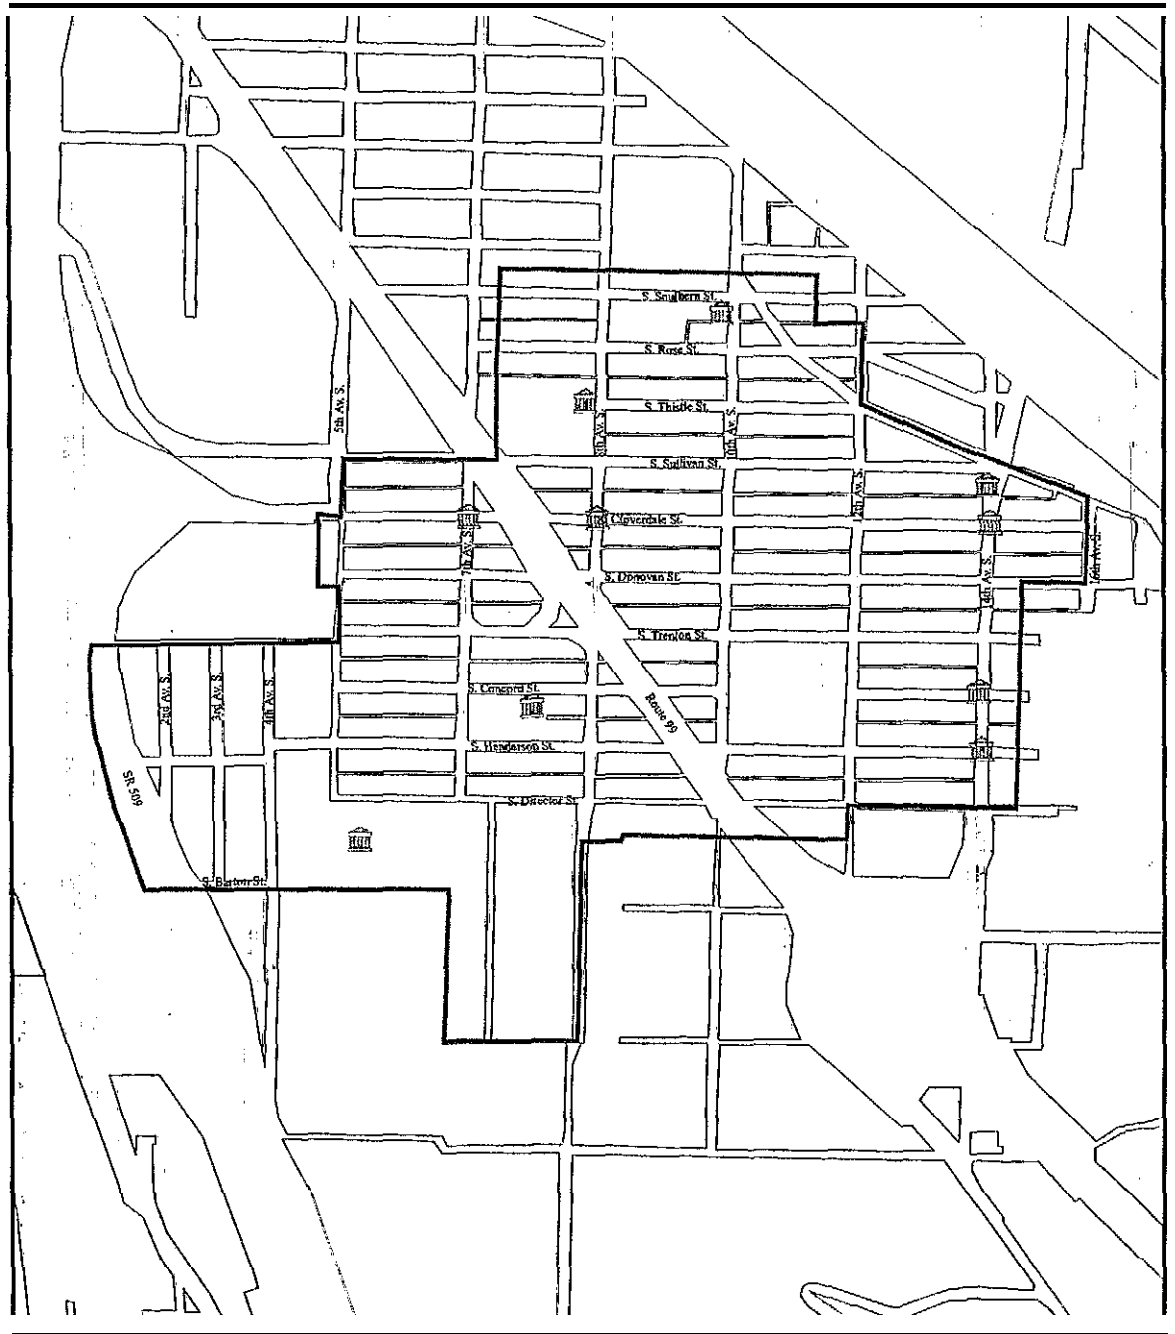 S. Southern St.
S. Rose St.
5th Av. S.
S. Thistle St.
8th Av. S.
10th Av. S.
S. Sullivan St.
12th Av. S.
Cloverdale St.
7th Av. S.
16th Av. S.
S. Donovan St.
14th Av. S.
S. Trenton St.
2nd Av. S.
3rd Av. S.
4th Av. S.
S. Concord St.
Route 99
S. Henderson St.
SR 509
S. Director St.
S. Barton St.